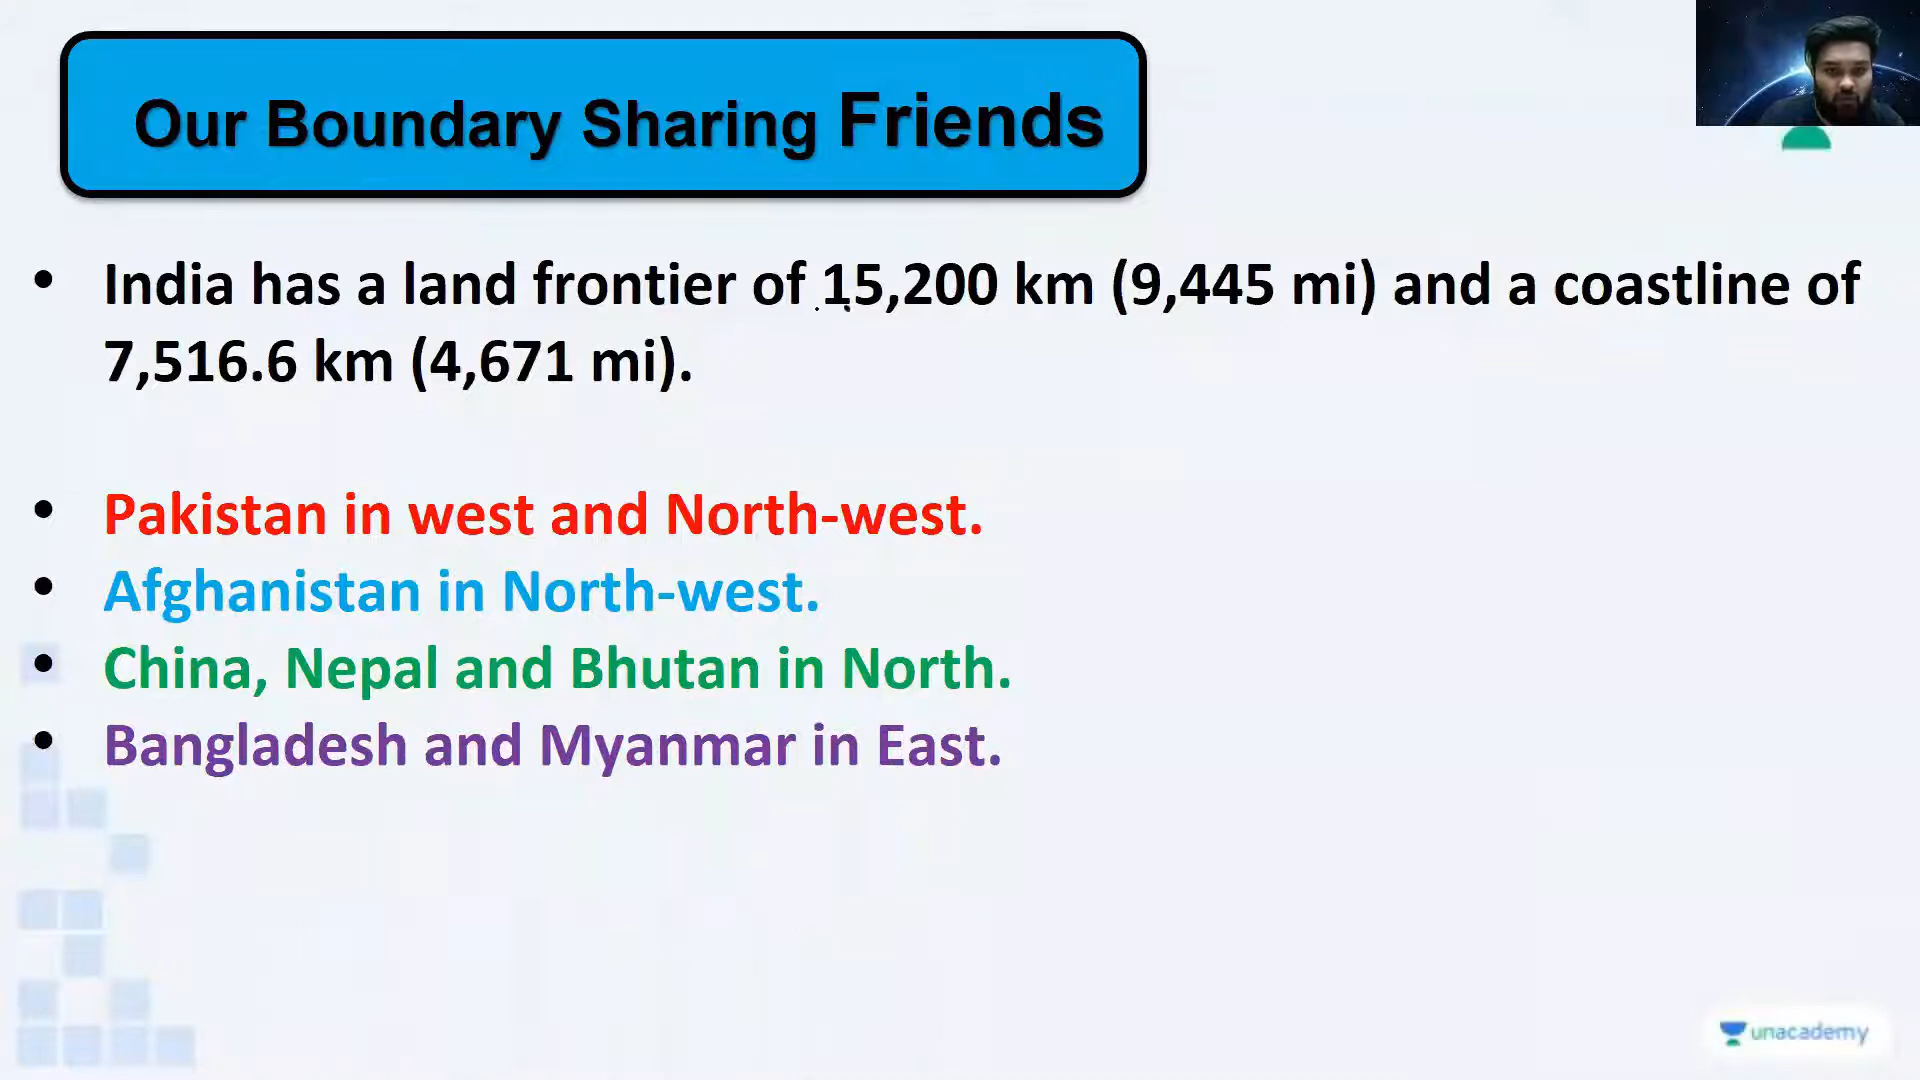 Our Boundary Sharing Friends
• India has a land frontier of 15,200 km (9,445 mi) and a coastline of
7,516.6 km (4,671 mi).
• Pakistan in west and North-west.
• Afghanistan in North-west.
• China, Nepal and Bhutan in North.
• Bangladesh and Myanmar in East.
unacademy